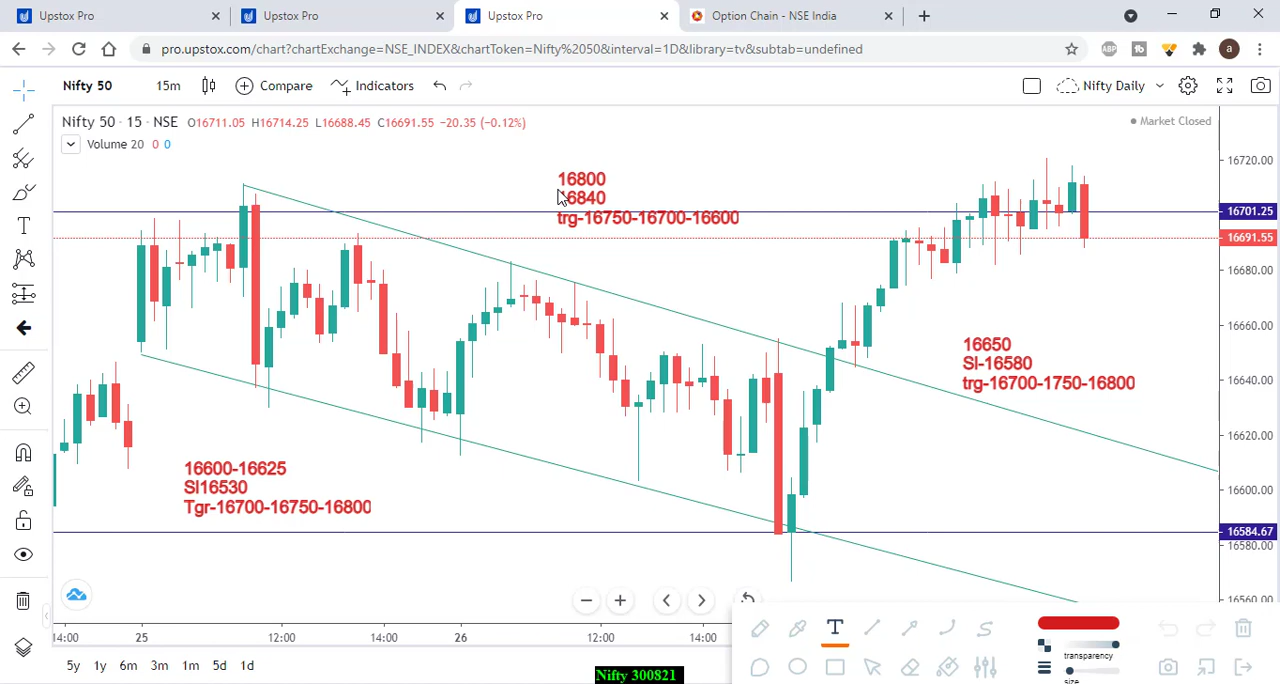 Upstox Pro
Upstox Pro
Upstox Pro
Option Chain - NSE India
pro.upstox.com/chart?chartExchange=NSE_INDEX&chartToken=Nifty%2050&interval=1D&library=tv&subtab=undefined
ABP
a
Nifty 50
15m
Compare
Indicators
Nifty Daily
Nifty 50 · 15 · NSE O16711.05 H16714.25 L16688.45 C16691.55 −20.35 (−0.12%)
Market Closed
Volume 20 0 0
16800
16840
trg-16750-16700-16600
16650
Sl-16580
trg-16700-1750-16800
16600-16625
Sl16530
Tgr-16700-16750-16800
16720.00
16701.25
16691.55
16680.00
16660.00
16640.00
16620.00
16600.00
16584.67
16580.00
16560.00
14:00
25
12:00
14:00
26
12:00
14:00
5y 1y 6m 3m 1m 5d 1d
Nifty 300821
T
transparency
size